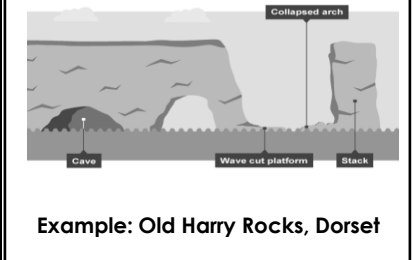 Collapsed arch
Cave
Wave cut platform
Stack
Example: Old Harry Rocks, Dorset